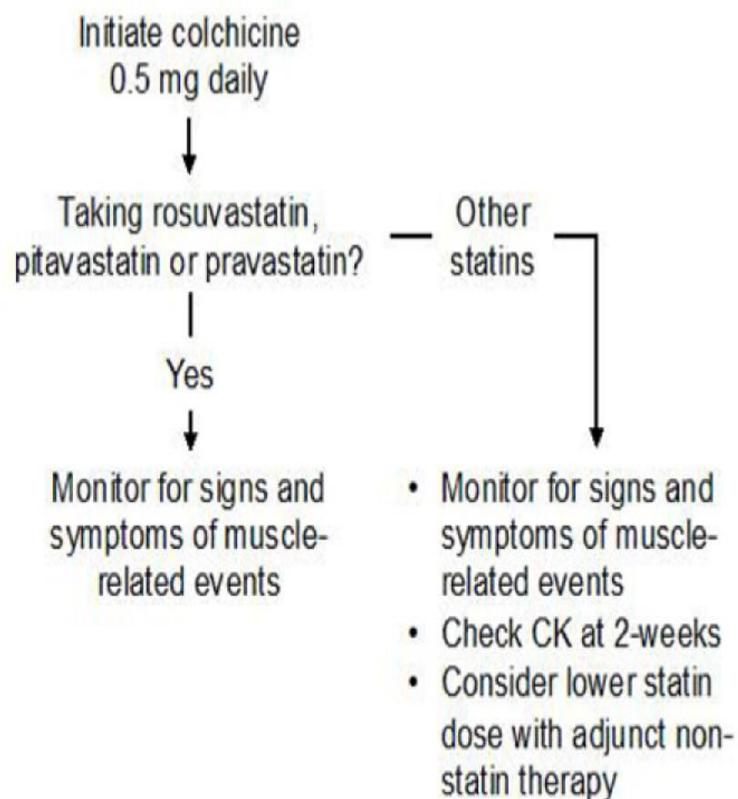 Initiate colchicine
0.5 mg daily
Taking rosuvastatin,
pitavastatin or pravastatin?
Other
statins
Yes
Monitor for signs and
symptoms of muscle-
related events
• Monitor for signs and
symptoms of muscle-
related events
• Check CK at 2-weeks
• Consider lower statin
dose with adjunct non-
statin therapy